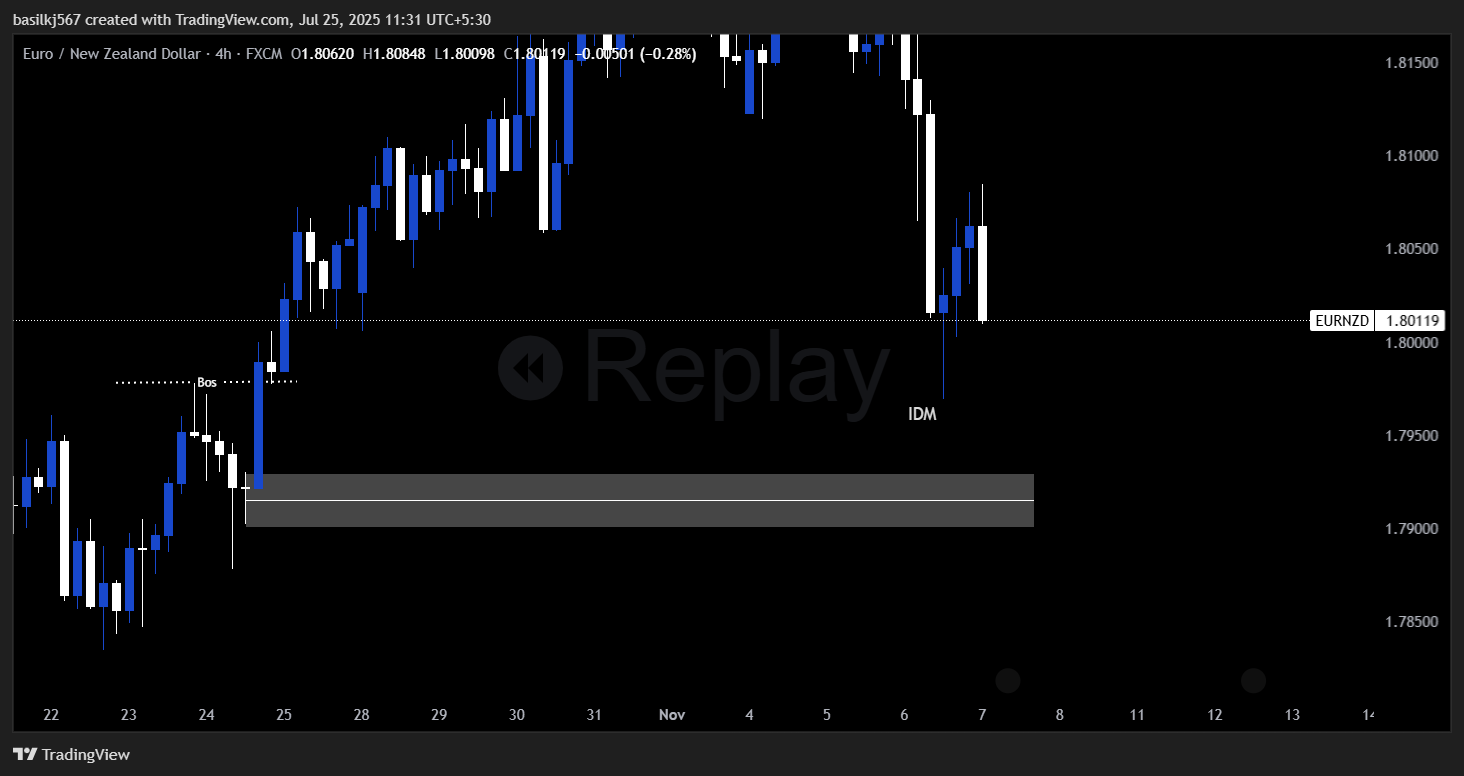 basilkj567 created with TradingView.com, Jul 25, 2025 11:31 UTC+5:30
Euro / New Zealand Dollar · 4h · FXCM O1.80620 H1.80848 L1.80098 C1.80119 −0.00501 (−0.28%)
1.81500
1.81000
1.80500
EURNZD 1.80119
1.80000
Replay
Bos
IDM
1.79500
1.79000
1.78500
22 23 24 25 28 29 30 31 Nov 4 5 6 7 8 11 12 13 14
TradingView